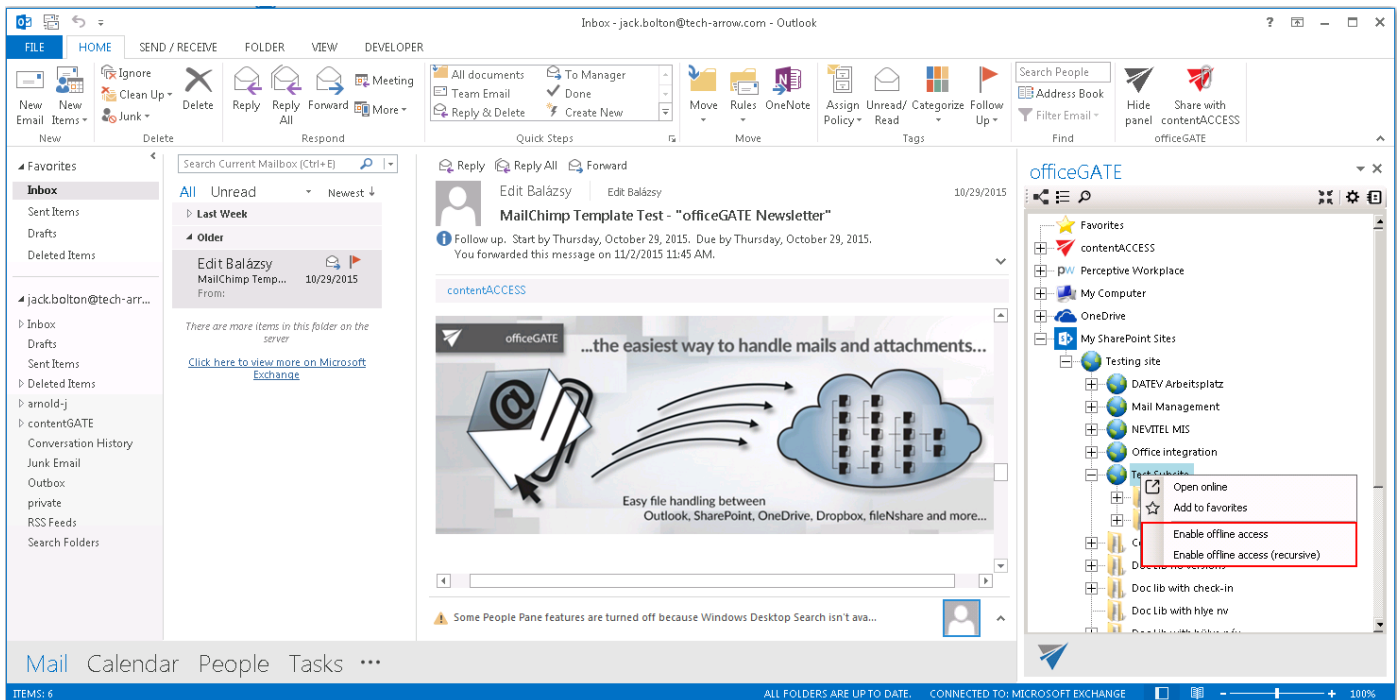 Inbox - jack.bolton@tech-arrow.com - Outlook
FILE HOME SEND / RECEIVE FOLDER VIEW DEVELOPER
New Email
New Items
New
Ignore
Clean Up
Junk
Delete
Delete
Reply
Reply All
Forward
Meeting
More
Respond
All documents
Team Email
Reply & Delete
To Manager
Done
Create New
Quick Steps
Move
Rules
OneNote
Move
Assign Policy
Unread/ Read
Categorize
Follow Up
Tags
Search People
Address Book
Filter Email
Find
Hide panel
Share with contentACCESS
officeGATE
Favorites
Inbox
Sent Items
Drafts
Deleted Items
jack.bolton@tech-arr...
Inbox
Drafts
Sent Items
Deleted Items
arnold-j
contentGATE
Conversation History
Junk Email
Outbox
private
RSS Feeds
Search Folders
Search Current Mailbox (Ctrl+E)
All Unread Newest
Last Week
Older
Edit Balázsy
MailChimp Temp... 10/29/2015
From:
There are more items in this folder on the
server
Click here to view more on Microsoft
Exchange
Reply Reply All Forward
Edit Balázsy Edit Balázsy 10/29/2015
MailChimp Template Test - "officeGATE Newsletter"
Follow up. Start by Thursday, October 29, 2015. Due by Thursday, October 29, 2015.
You forwarded this message on 11/2/2015 11:45 AM.
contentACCESS
officeGATE
...the easiest way to handle mails and attachments...
@
Easy file handling between
Outlook, SharePoint, OneDrive, Dropbox, fileNshare and more...
Some People Pane features are turned off because Windows Desktop Search isn't ava...
officeGATE
Favorites
contentACCESS
pw Perceptive Workplace
My Computer
OneDrive
My SharePoint Sites
Testing site
DATEV Arbeitsplatz
Mail Management
NEVITEL MIS
Office integration
Test Subsite
Open online
Add to favorites
Enable offline access
Enable offline access (recursive)
Doc lib no versions
Doc lib with check-in
Doc Lib with hlye nv
Mail Calendar People Tasks
ITEMS: 6
ALL FOLDERS ARE UP TO DATE. CONNECTED TO: MICROSOFT EXCHANGE 100%